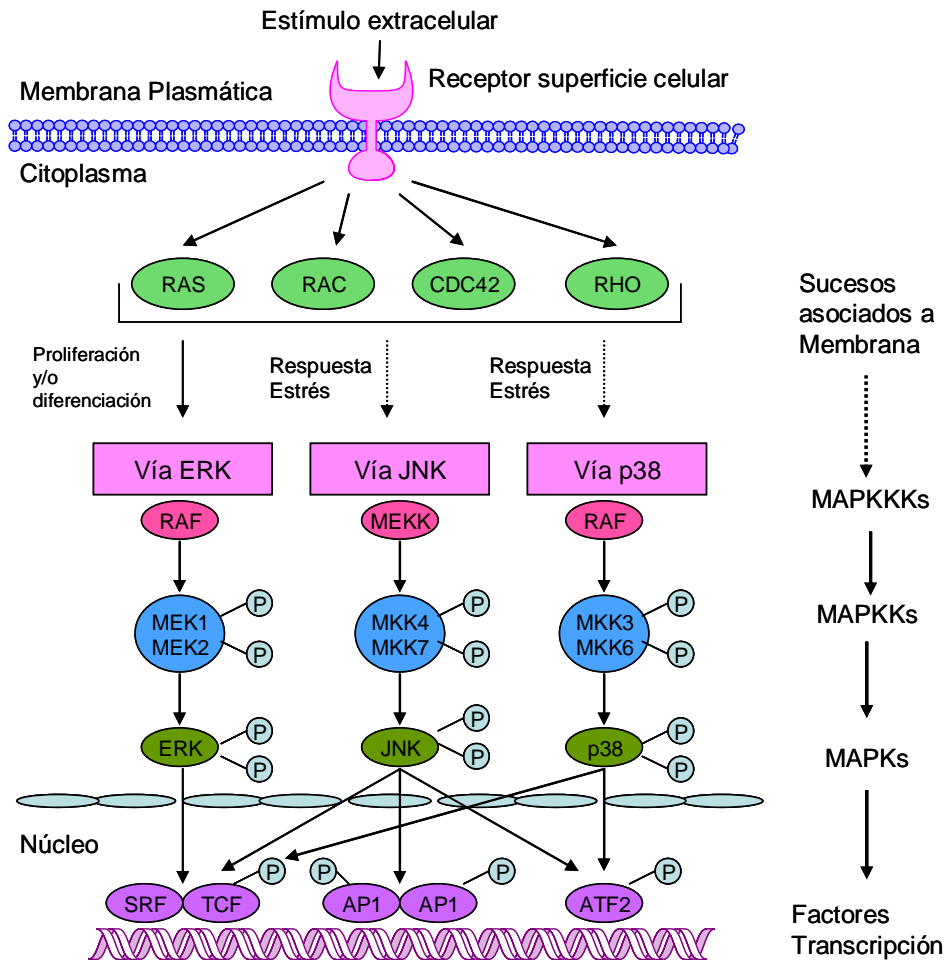 Estímulo extracelular
Receptor superficie celular
Membrana Plasmática
Citoplasma
RAS
RAC
CDC42
RHO
Sucesos
asociados a
Membrana
Proliferación
y/o
diferenciación
Respuesta
Estrés
Respuesta
Estrés
Vía ERK
Vía JNK
Vía p38
MAPKKKs
RAF
MEKK
RAF
MEK1
MEK2
P
P
MKK4
MKK7
P
P
MKK3
MKK6
P
P
MAPKKs
ERK
P
P
JNK
P
P
p38
P
P
MAPKs
Núcleo
SRF
TCF
P
P
AP1
AP1
P
ATF2
P
Factores
Transcripción